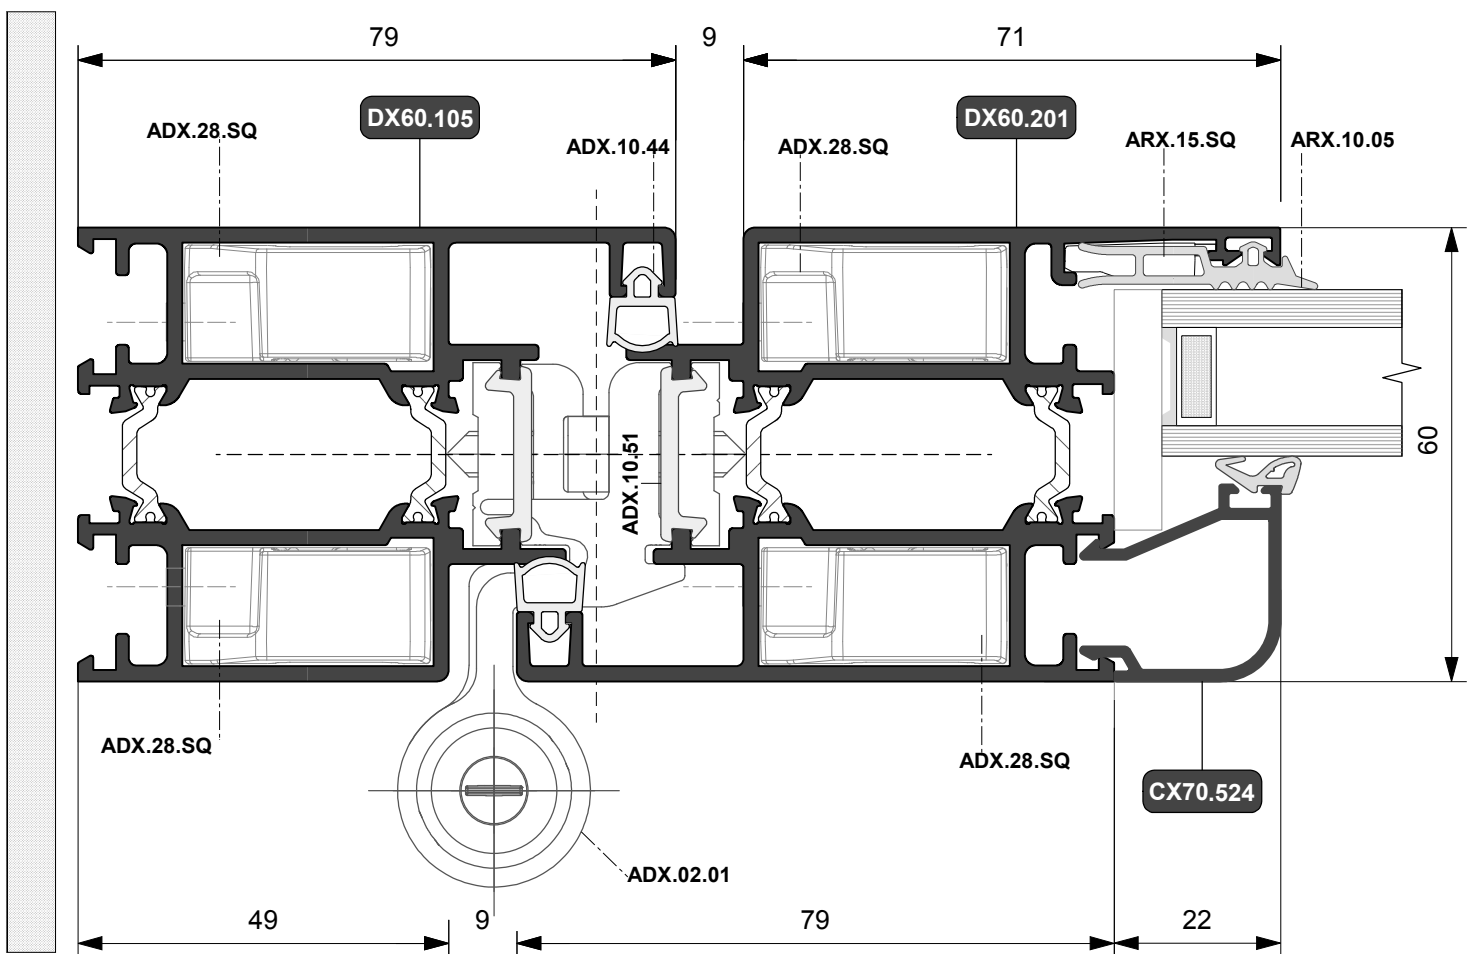 79
9
71
DX60.105
DX60.201
ADX.28.SQ
ADX.10.44
ADX.28.SQ
ARX.15.SQ
ARX.10.05
60
ADX.10.51
ADX.28.SQ
ADX.28.SQ
CX70.524
ADX.02.01
49
9
79
22